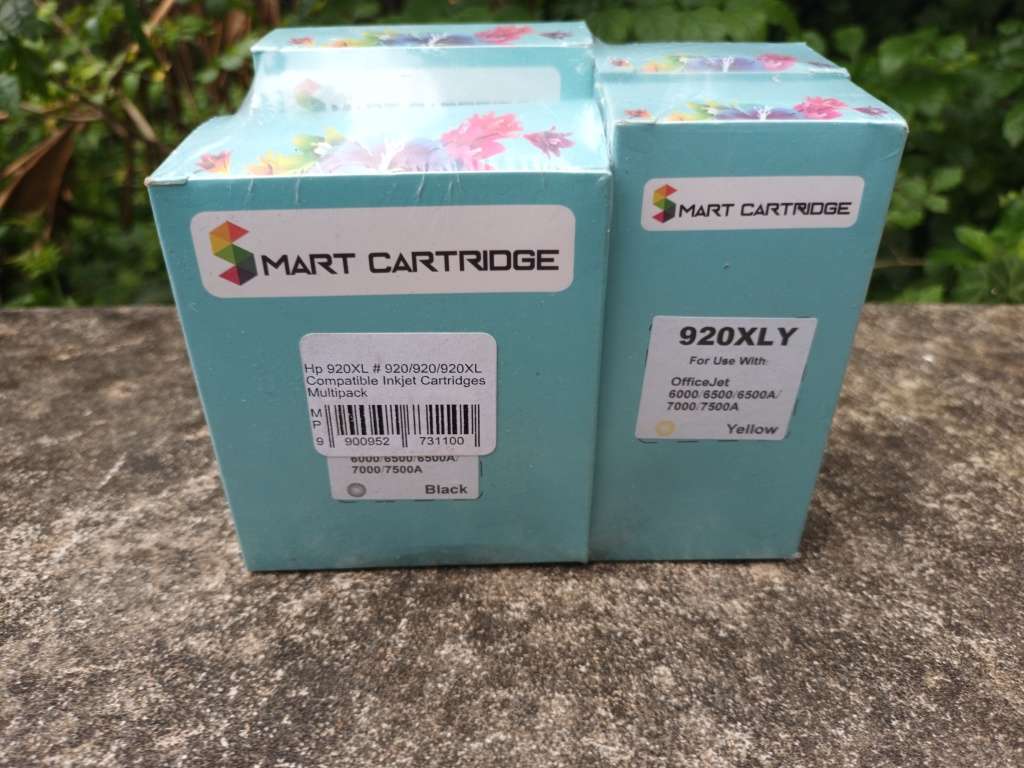 SMART CARTRIDGE
Hp 920XL # 920/920/920XL
Compatible Inkjet Cartridges
Multipack
M
P
9 900952 731100
6000/6500/6500A/
7000/7500A
Black
SMART CARTRIDGE
920XLY
For Use With:
OfficeJet
6000/6500/6500A/
7000/7500A
Yellow